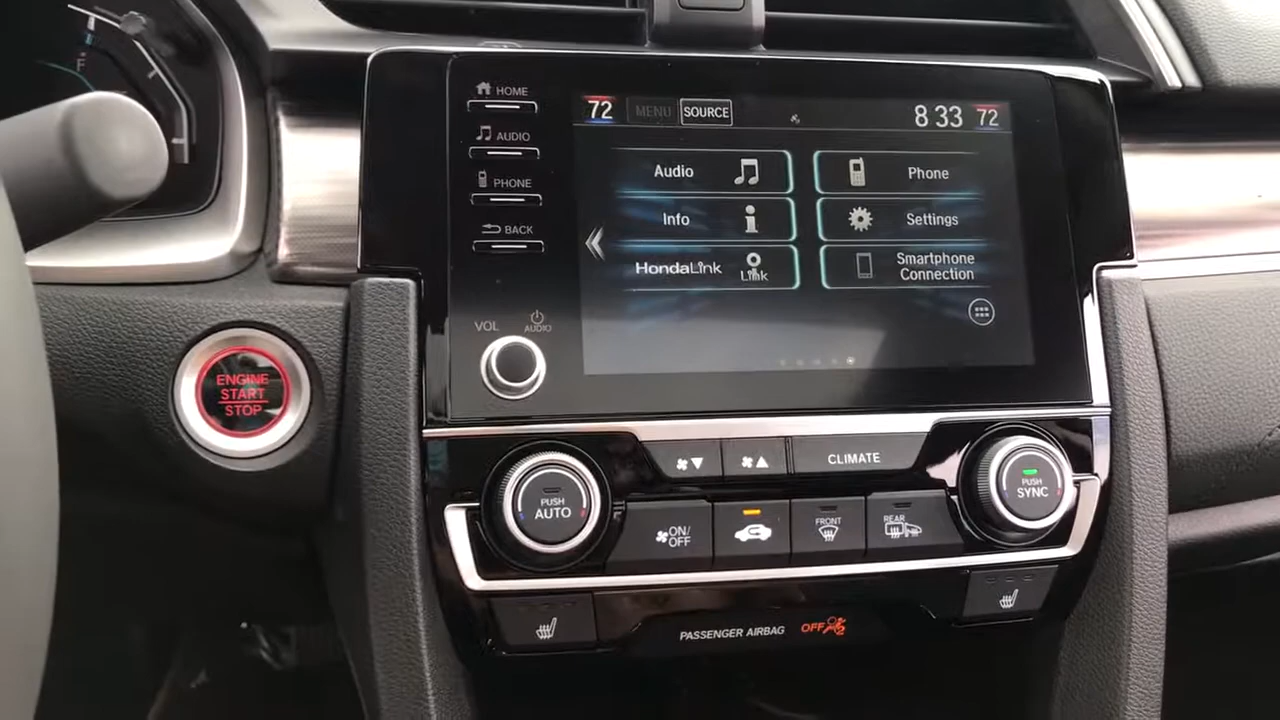 F
HOME
AUDIO
PHONE
BACK
VOL
AUDIO
72
MENU
SOURCE
8 33
72
Audio
Phone
Info
Settings
HondaLink
Link
Smartphone
Connection
ENGINE
START
STOP
CLIMATE
PUSH
AUTO
PUSH
SYNC
ON/
OFF
FRONT
REAR
PASSENGER AIRBAG
OFF
2